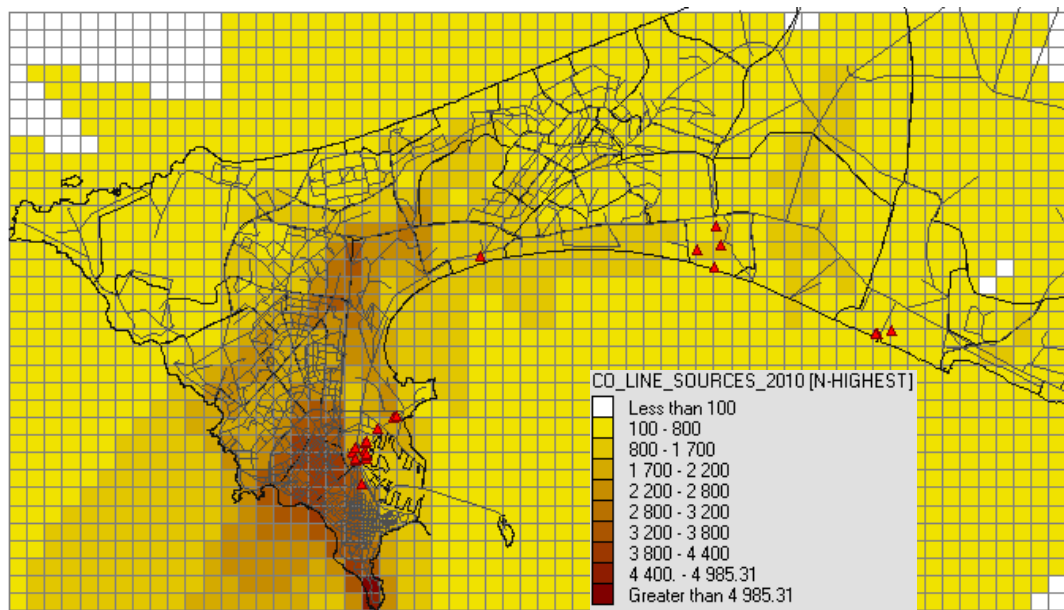 CO_LINE_SOURCES_2010 [N-HIGHEST]
Less than 100
100 - 800
800 - 1 700
1 700 - 2 200
2 200 - 2 800
2 800 - 3 200
3 200 - 3 800
3 800 - 4 400
4 400. - 4 985.31
Greater than 4 985.31